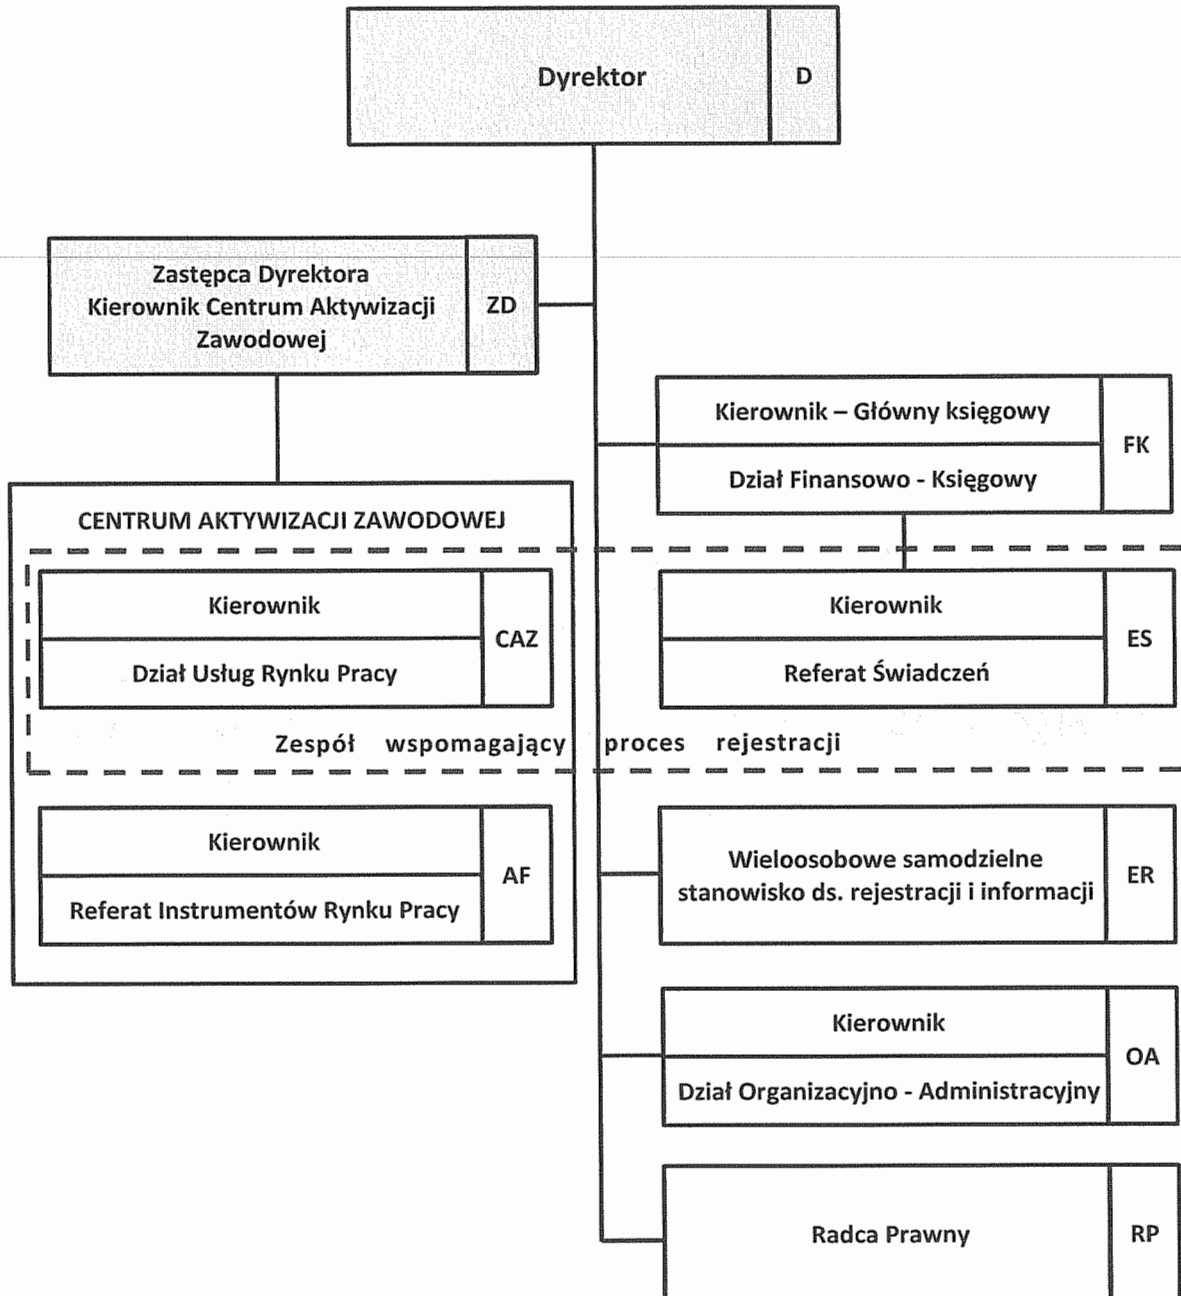 Dyrektor
D
Zastępca Dyrektora
Kierownik Centrum Aktywizacji
Zawodowej
ZD
Kierownik – Główny księgowy
Dział Finansowo - Księgowy
FK
CENTRUM AKTYWIZACJI ZAWODOWEJ
Kierownik
Dział Usług Rynku Pracy
CAZ
Kierownik
Referat Świadczeń
ES
Zespół wspomagający proces rejestracji
Kierownik
Referat Instrumentów Rynku Pracy
AF
Wieloosobowe samodzielne
stanowisko ds. rejestracji i informacji
ER
Kierownik
Dział Organizacyjno - Administracyjny
OA
Radca Prawny
RP